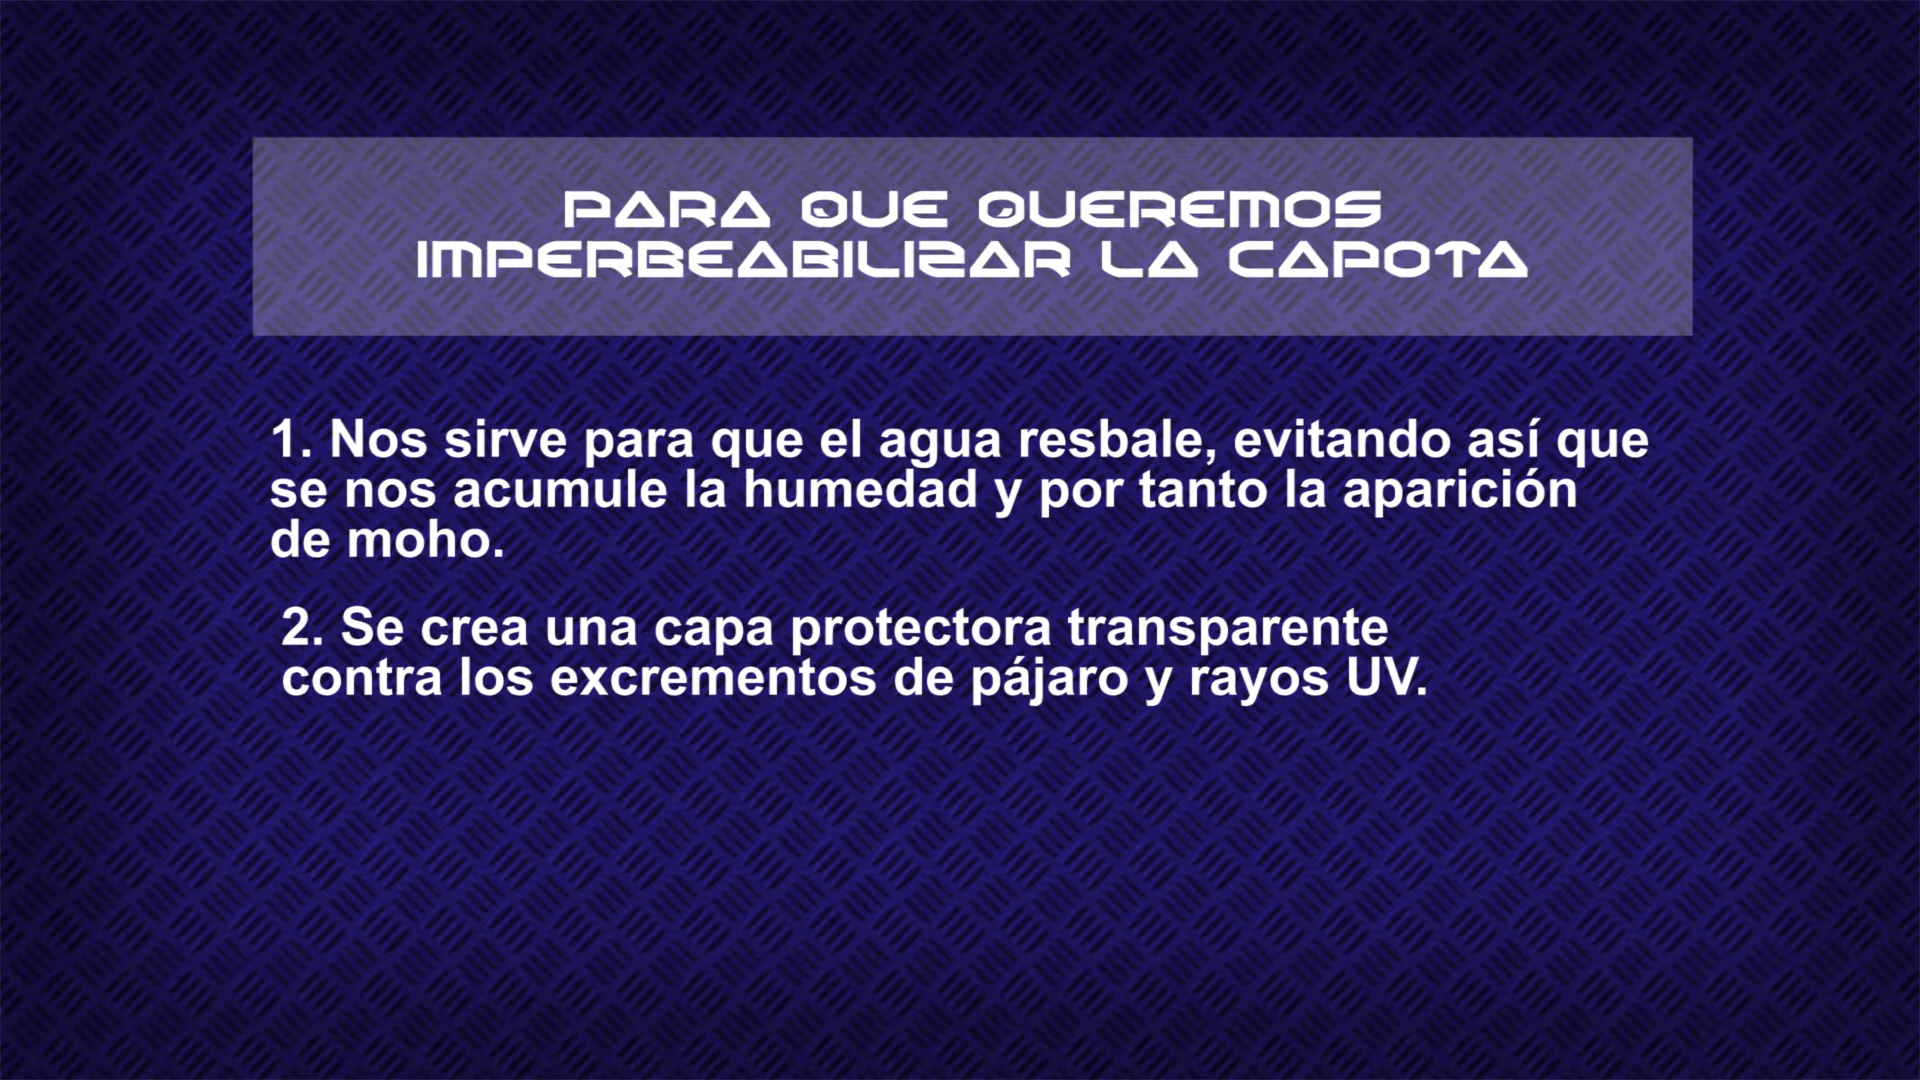 PARA QUE QUEREMOS
IMPERBEABILIZAR LA CAPOTA
1. Nos sirve para que el agua resbale, evitando así que
se nos acumule la humedad y por tanto la aparición
de moho.
2. Se crea una capa protectora transparente
contra los excrementos de pájaro y rayos UV.